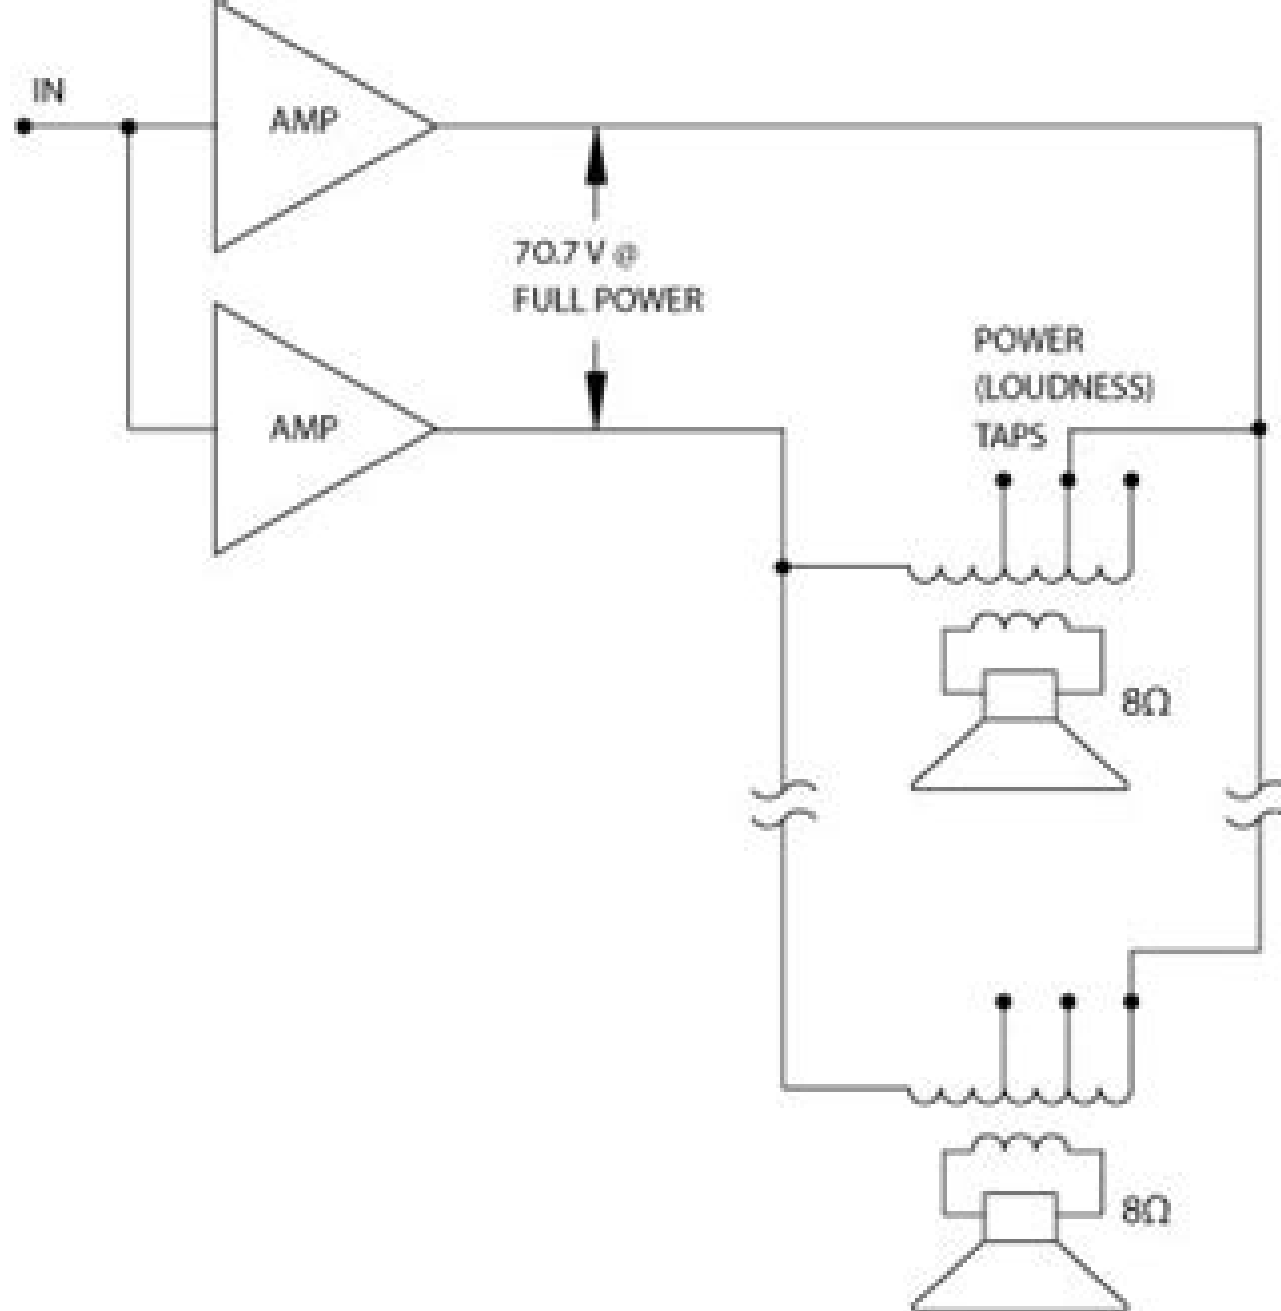 IN
AMP
70.7 V @
FULL POWER
POWER
(LOUDNESS)
TAPS
AMP
8Ω
8Ω